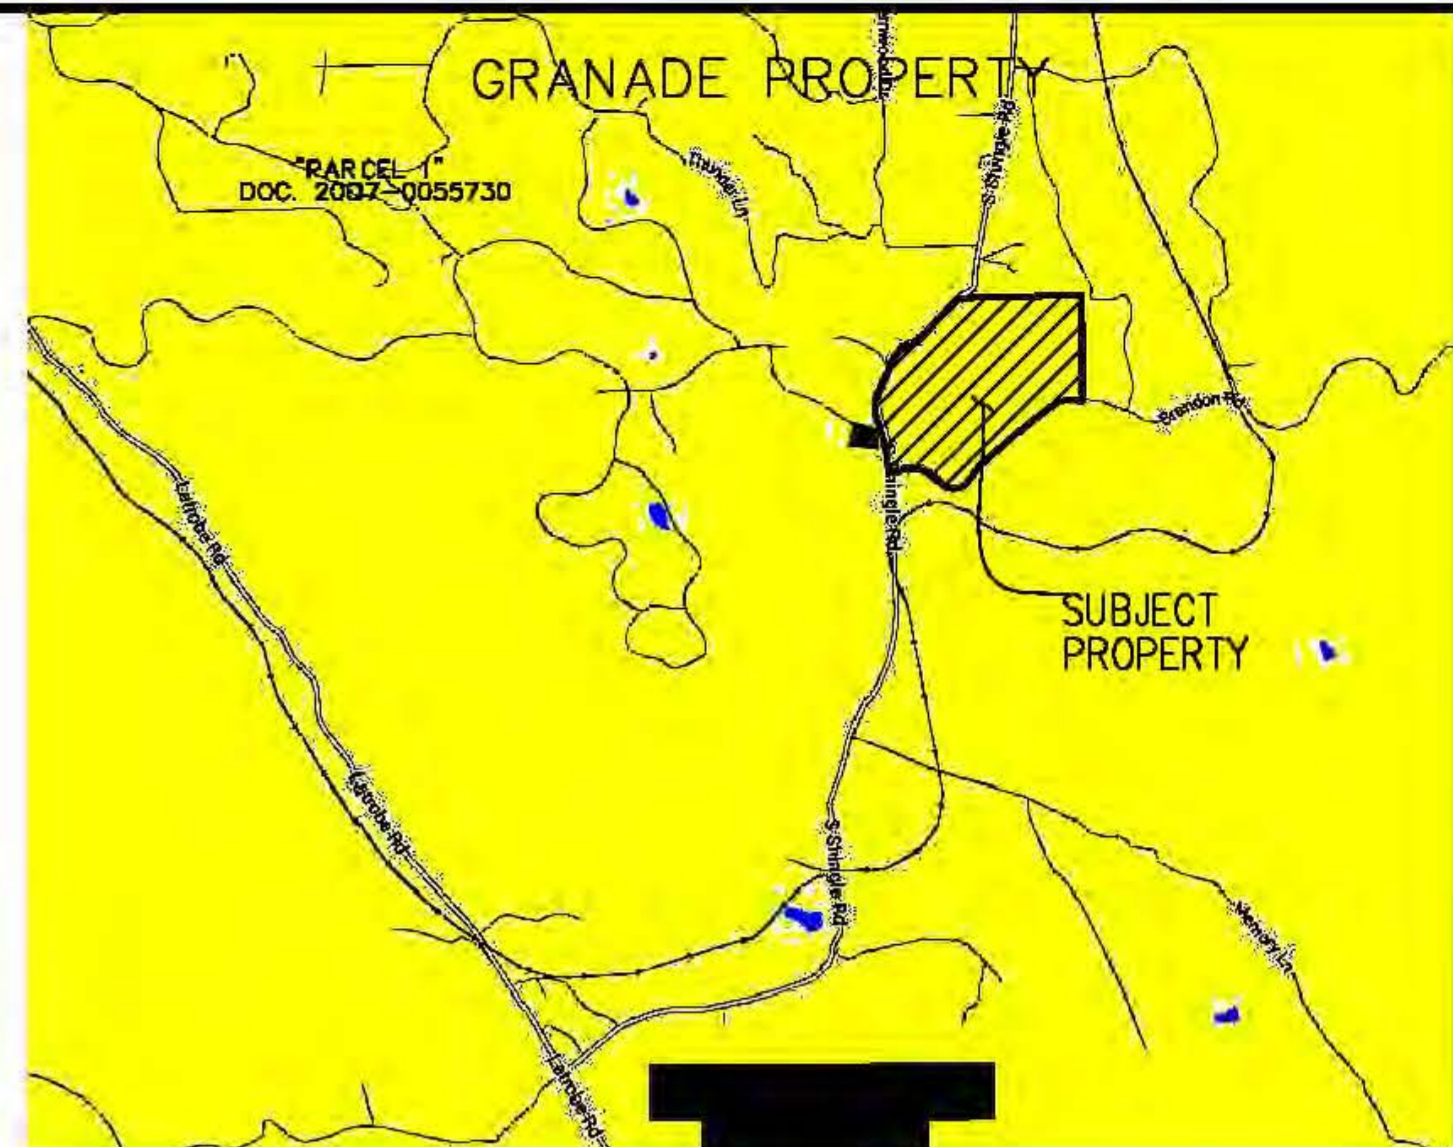 GRANADE PROPERTY
S Shingle Rd
Thunder Ln
"PARCEL 1"
DOC. 2007-0055730
Brandon Rd
Shingle Rd
Latrobe Rd
SUBJECT
PROPERTY
Latrobe Rd
S Shingle Rd
Memory Ln
Latrobe Rd